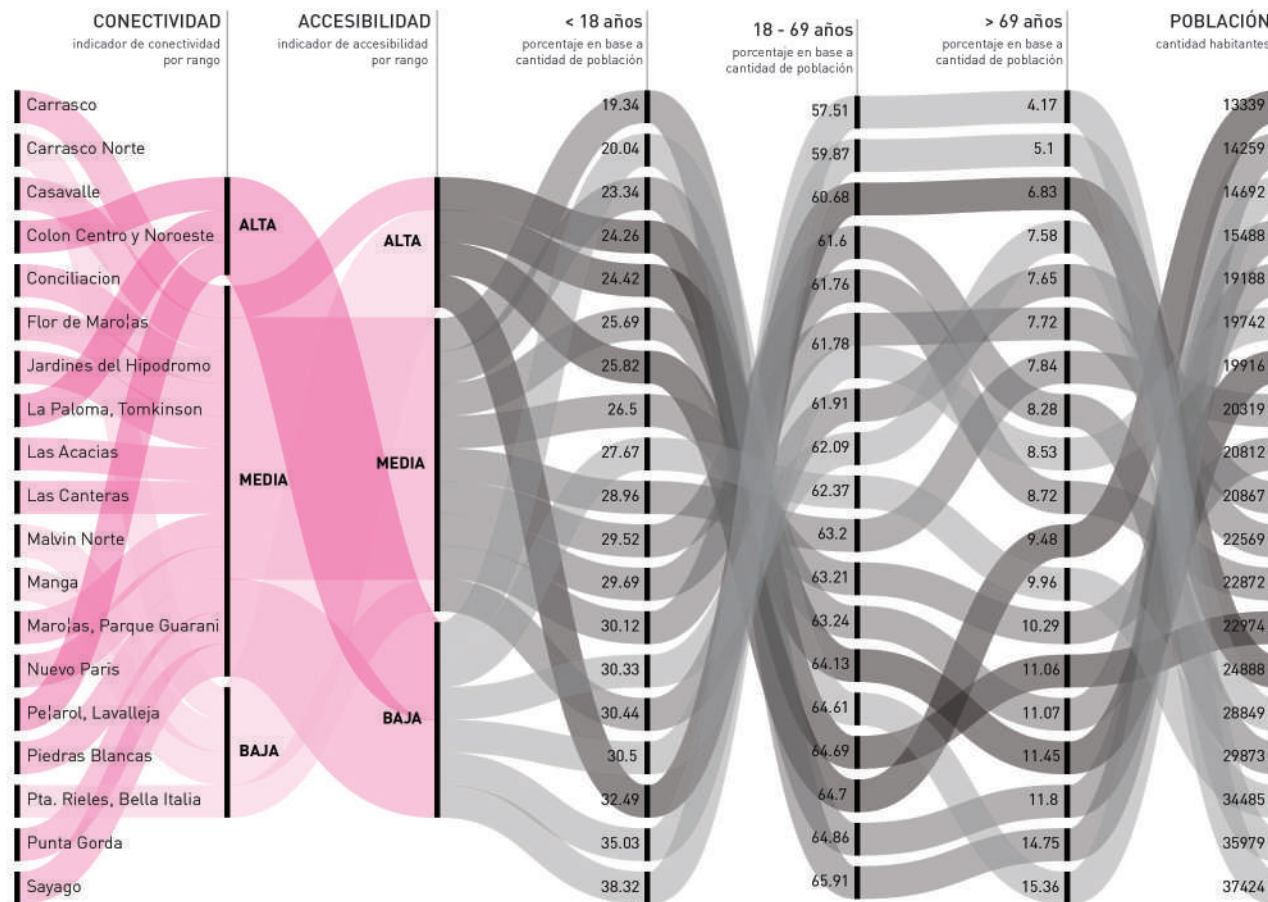 CONECTIVIDAD
indicador de conectividad
por rango
ACCESIBILIDAD
indicador de accesibilidad
por rango
< 18 años
porcentaje en base a
cantidad de población
18 - 69 años
porcentaje en base a
cantidad de población
> 69 años
porcentaje en base a
cantidad de población
POBLACIÓN
cantidad habitantes
Carrasco
Carrasco Norte
Casavalle
Colon Centro y Noroeste
Conciliacion
Flor de Maro¦as
Jardines del Hipodromo
La Paloma, Tomkinson
Las Acacias
Las Canteras
Malvin Norte
Manga
Maro¦as, Parque Guarani
Nuevo Paris
Pe¦arol, Lavalleja
Piedras Blancas
Pta. Rieles, Bella Italia
Punta Gorda
Sayago
ALTA
MEDIA
BAJA
ALTA
MEDIA
BAJA
19.34
20.04
23.34
24.26
24.42
25.69
25.82
26.5
27.67
28.96
29.52
29.69
30.12
30.33
30.44
30.5
32.49
35.03
38.32
57.51
59.87
60.68
61.6
61.76
61.78
61.91
62.09
62.37
63.2
63.21
63.24
64.13
64.61
64.69
64.7
64.86
65.91
4.17
5.1
6.83
7.58
7.65
7.72
7.84
8.28
8.53
8.72
9.48
9.96
10.29
11.06
11.07
11.45
11.8
14.75
15.36
13339
14259
14692
15488
19188
19742
19916
20319
20812
20867
22569
22872
22974
24888
28849
29873
34485
35979
37424